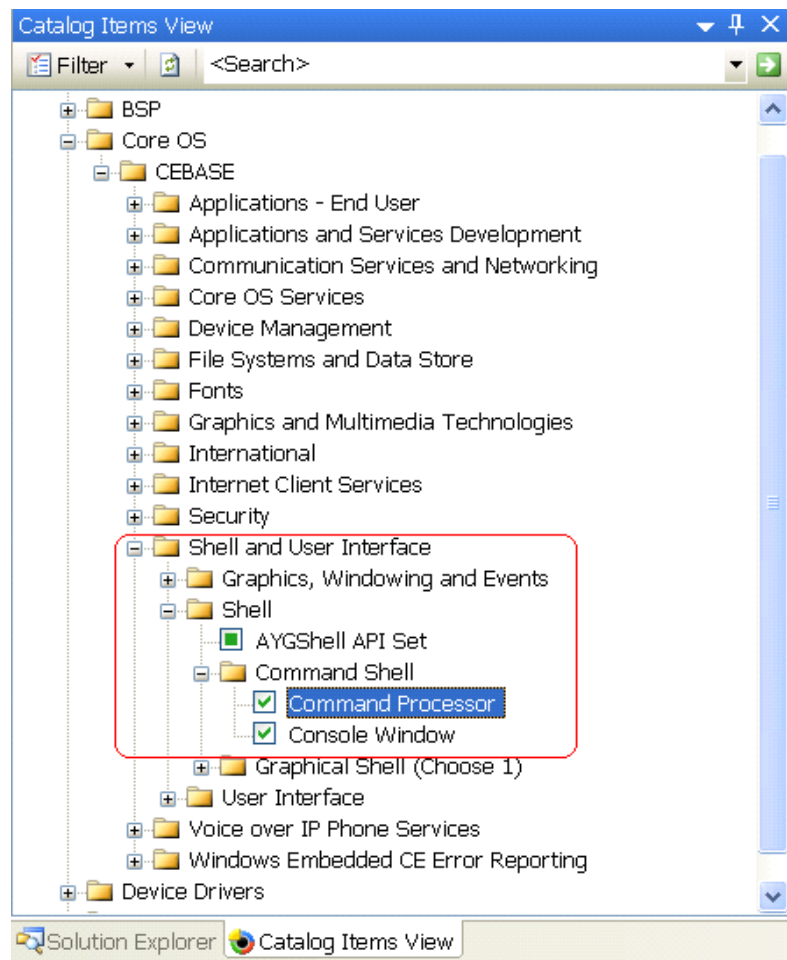 Catalog Items View
Filter <Search>
BSP
Core OS
CEBASE
Applications - End User
Applications and Services Development
Communication Services and Networking
Core OS Services
Device Management
File Systems and Data Store
Fonts
Graphics and Multimedia Technologies
International
Internet Client Services
Security
Shell and User Interface
Graphics, Windowing and Events
Shell
AYGShell API Set
Command Shell
Command Processor
Console Window
Graphical Shell (Choose 1)
User Interface
Voice over IP Phone Services
Windows Embedded CE Error Reporting
Device Drivers
Solution Explorer Catalog Items View